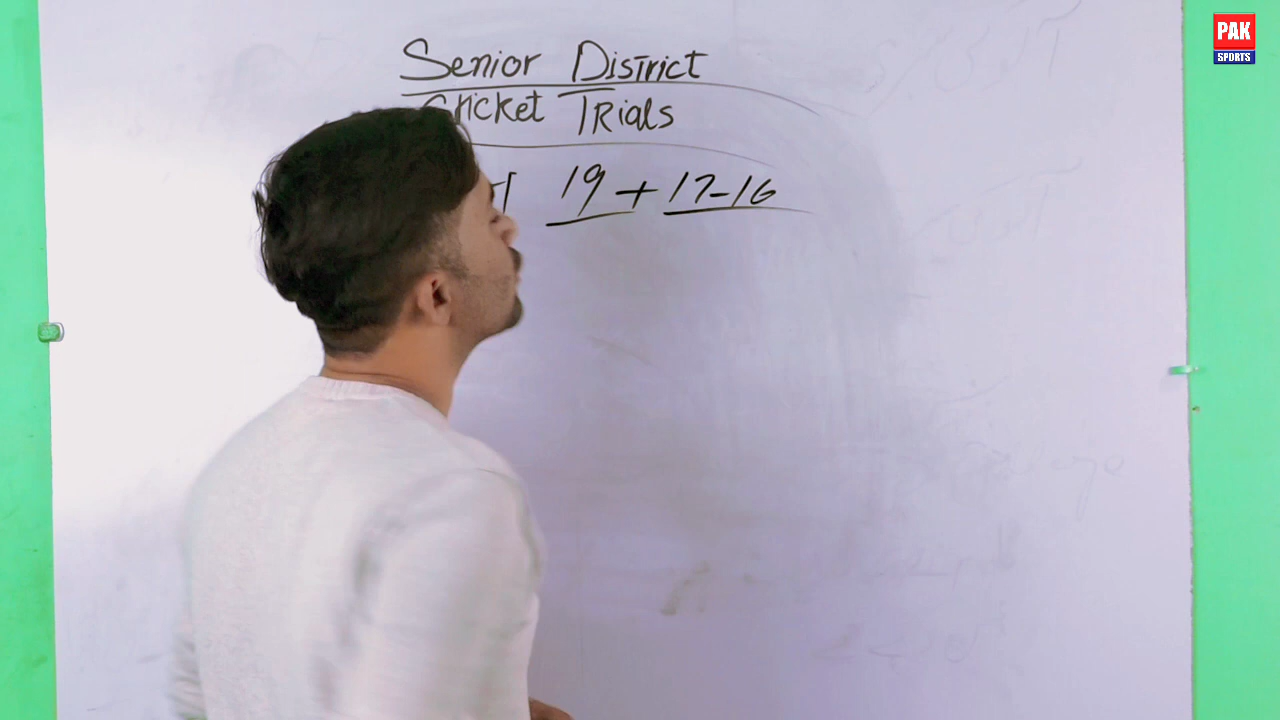 Senior District
Cricket Trials
19 + 17-16
PAK
SPORTS